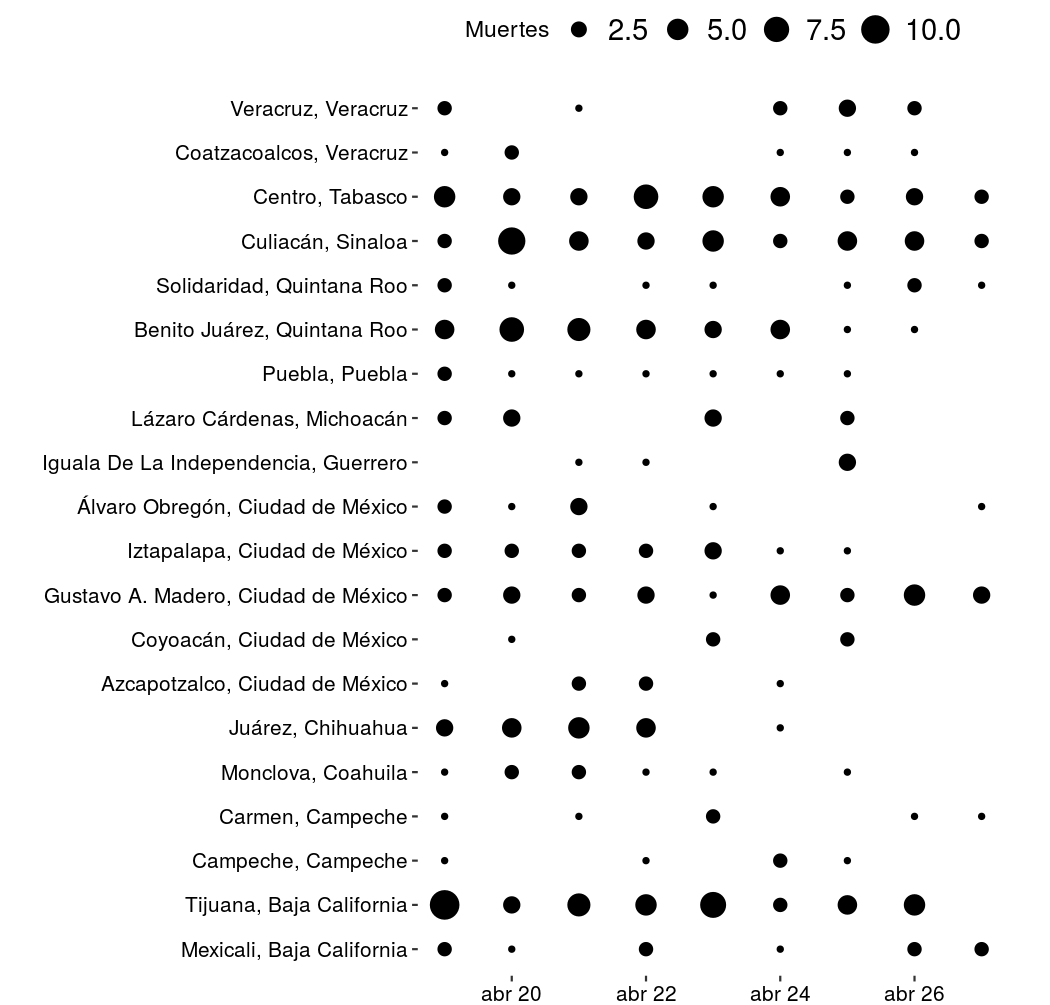 Muertes 2.5 5.0 7.5 10.0
Veracruz, Veracruz
Coatzacoalcos, Veracruz
Centro, Tabasco
Culiacán, Sinaloa
Solidaridad, Quintana Roo
Benito Juárez, Quintana Roo
Puebla, Puebla
Lázaro Cárdenas, Michoacán
Iguala De La Independencia, Guerrero
Álvaro Obregón, Ciudad de México
Iztapalapa, Ciudad de México
Gustavo A. Madero, Ciudad de México
Coyoacán, Ciudad de México
Azcapotzalco, Ciudad de México
Juárez, Chihuahua
Monclova, Coahuila
Carmen, Campeche
Campeche, Campeche
Tijuana, Baja California
Mexicali, Baja California
abr 20 abr 22 abr 24 abr 26